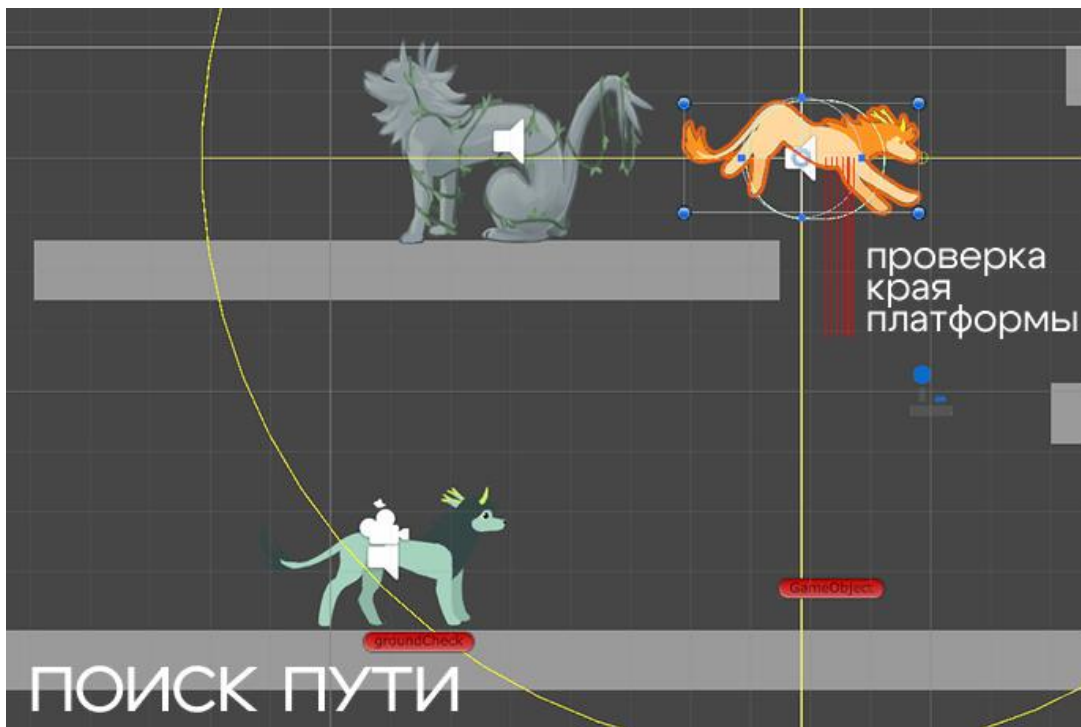 проверка
края
платформы
GameObject
groundCheck
ПОИСК ПУТИ